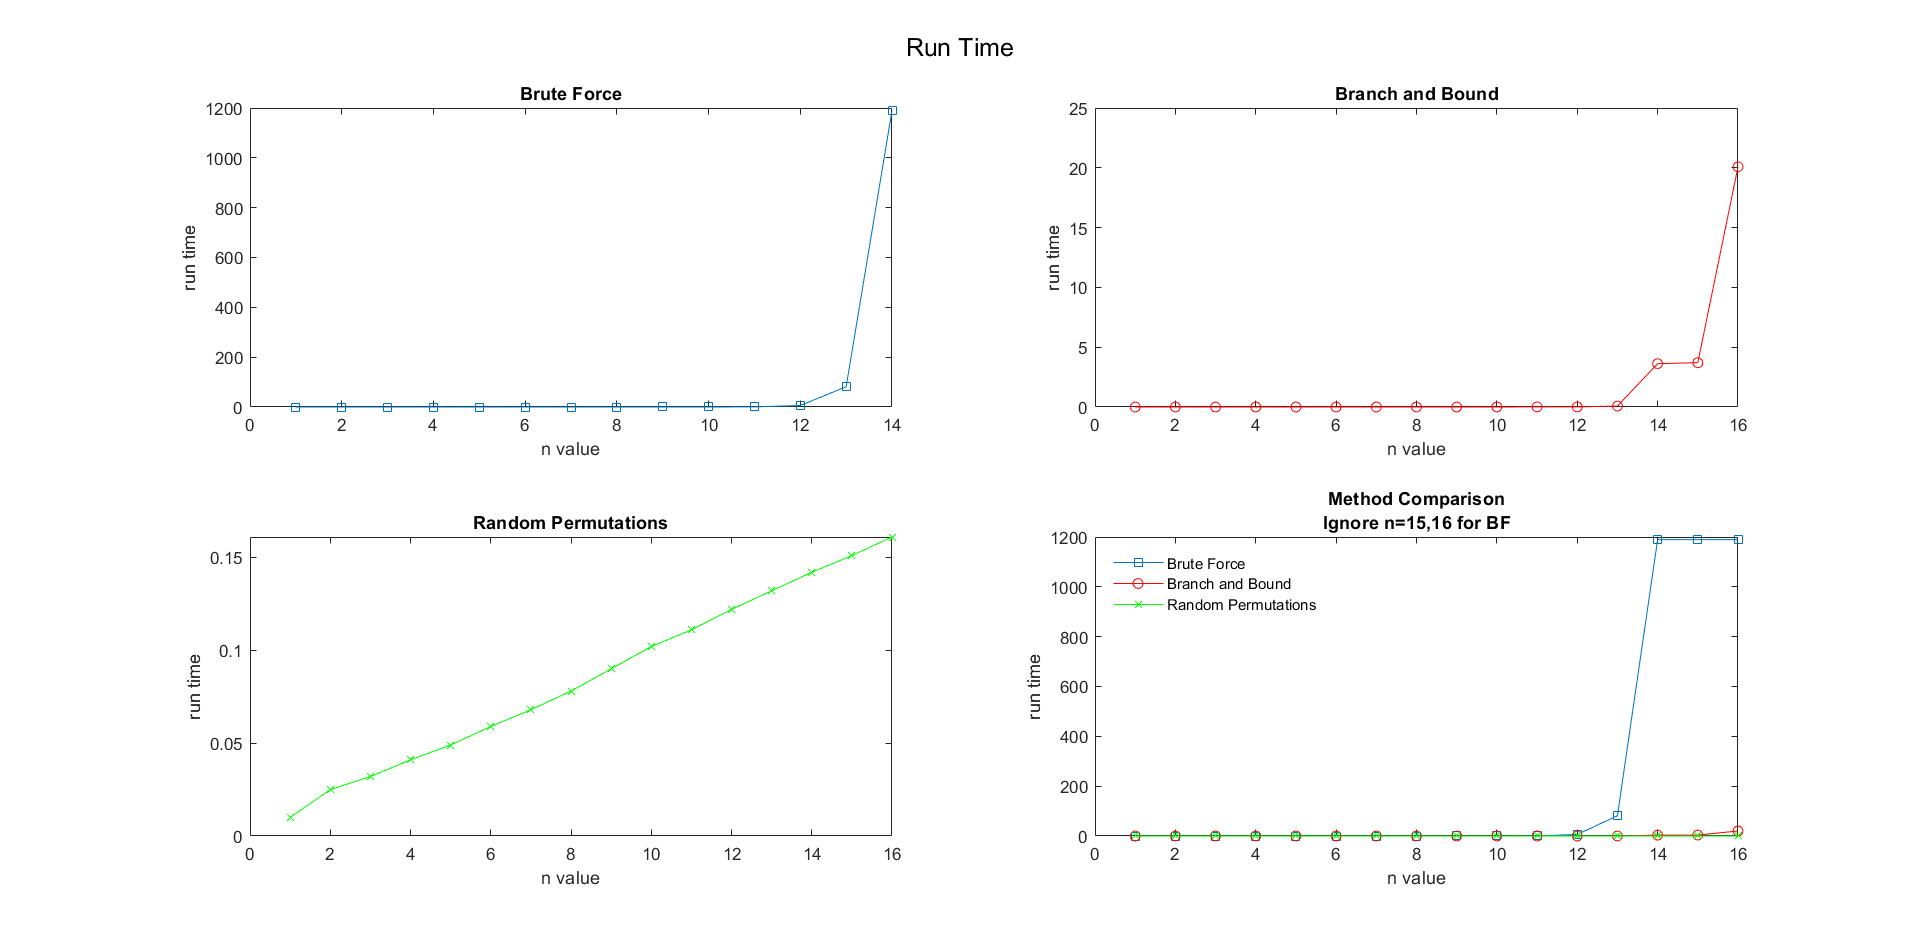 Run Time
Brute Force
1200
1000
800
600
400
200
0
run time
0 2 4 6 8 10 12 14
n value
Branch and Bound
25
20
15
10
5
0
run time
0 2 4 6 8 10 12 14 16
n value
Random Permutations
0.15
0.1
0.05
0
run time
0 2 4 6 8 10 12 14 16
n value
Method Comparison
Ignore n=15,16 for BF
1200
1000
800
600
400
200
0
run time
Brute Force
Branch and Bound
Random Permutations
0 2 4 6 8 10 12 14 16
n value